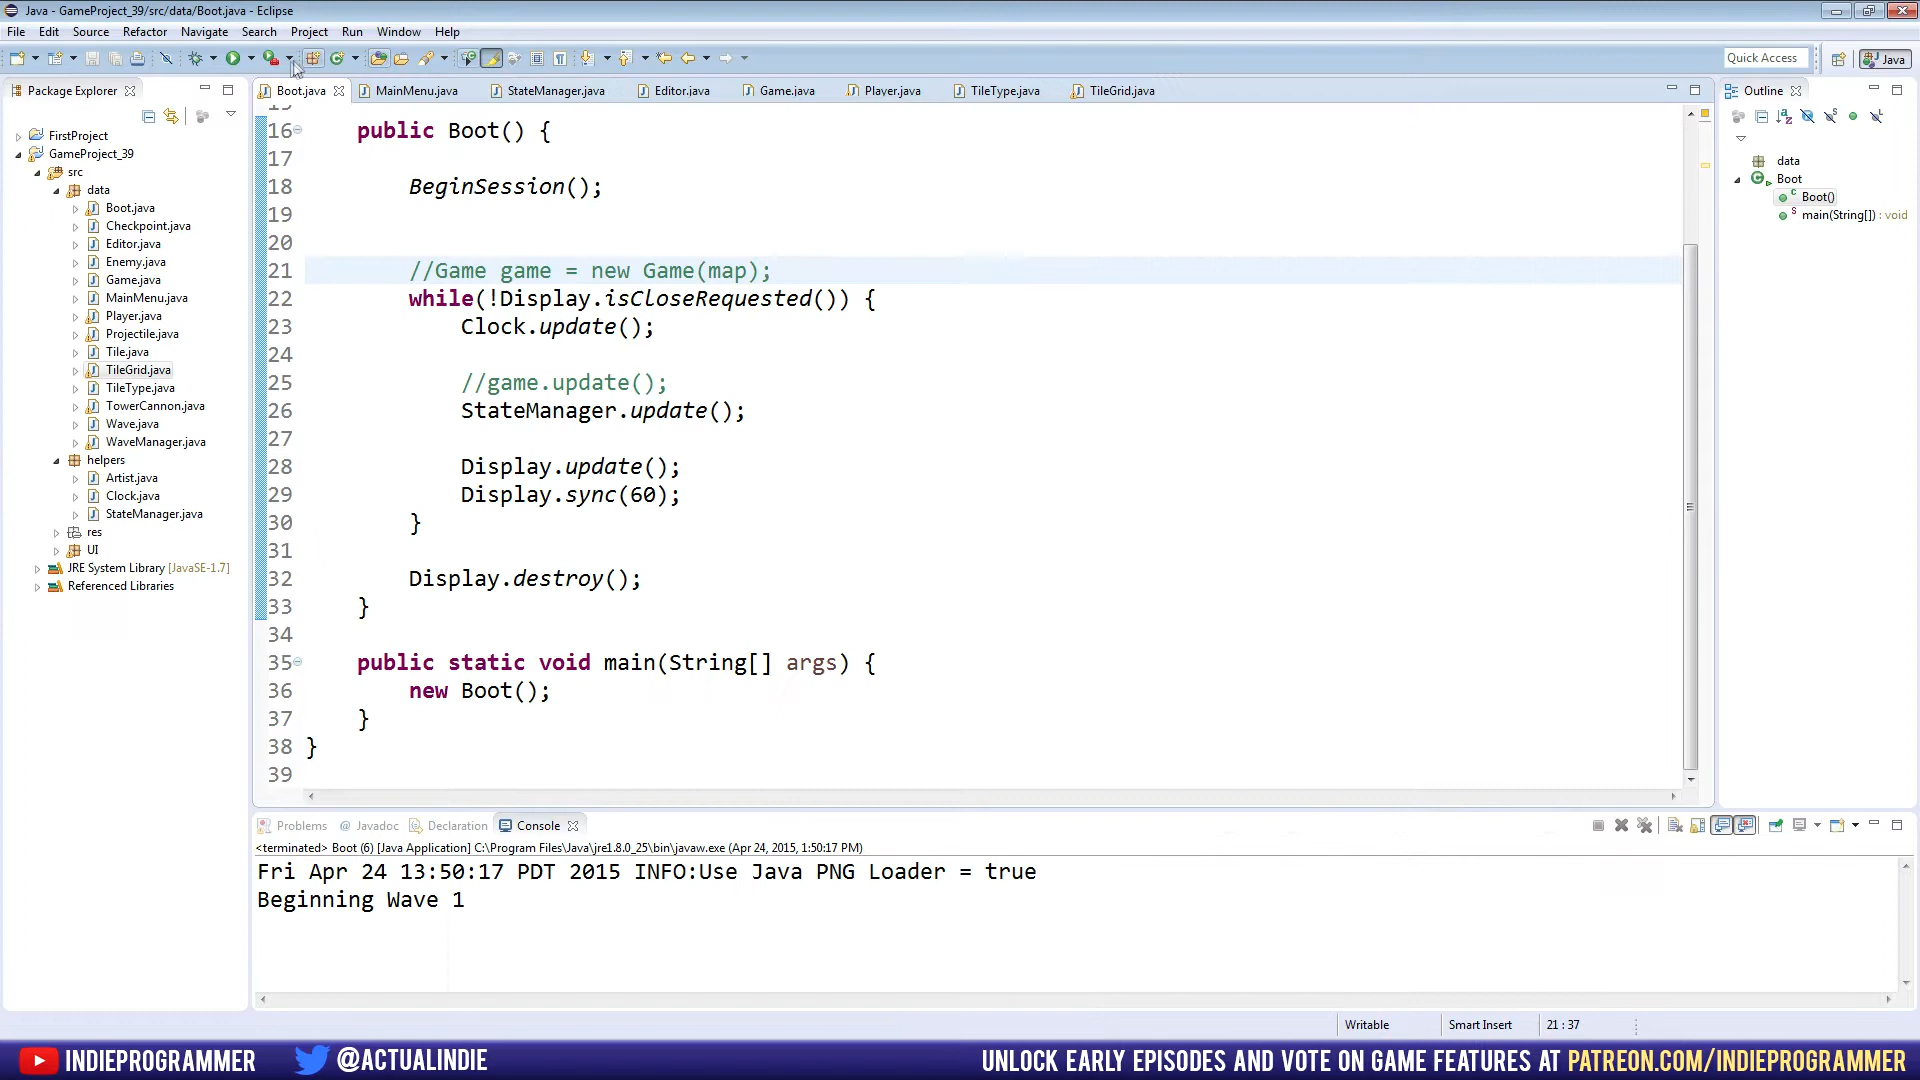 Java - GameProject_39/src/data/Boot.java - Eclipse
File Edit Source Refactor Navigate Search Project Run Window Help
Quick Access
Java
Package Explorer
Boot.java MainMenu.java StateManager.java Editor.java Game.java Player.java TileType.java TileGrid.java
Outline
FirstProject
GameProject_39
src
data
Boot.java
Checkpoint.java
Editor.java
Enemy.java
Game.java
MainMenu.java
Player.java
Projectile.java
Tile.java
TileGrid.java
TileType.java
TowerCannon.java
Wave.java
WaveManager.java
helpers
Artist.java
Clock.java
StateManager.java
res
UI
JRE System Library [JavaSE-1.7]
Referenced Libraries
16 public Boot() {
17
18 BeginSession();
19
20
21 //Game game = new Game(map);
22 while(!Display.isCloseRequested()) {
23 Clock.update();
24
25 //game.update();
26 StateManager.update();
27
28 Display.update();
29 Display.sync(60);
30 }
31
32 Display.destroy();
33 }
34
35 public static void main(String[] args) {
36 new Boot();
37 }
38 }
39
data
Boot
Boot()
main(String[]) : void
Problems @ Javadoc Declaration Console
<terminated> Boot (6) [Java Application] C:\Program Files\Java\jre1.8.0_25\bin\javaw.exe (Apr 24, 2015, 1:50:17 PM)
Fri Apr 24 13:50:17 PDT 2015 INFO:Use Java PNG Loader = true
Beginning Wave 1
Writable Smart Insert 21 : 37
INDIEPROGRAMMER @ACTUALINDIE UNLOCK EARLY EPISODES AND VOTE ON GAME FEATURES AT PATREON.COM/INDIEPROGRAMMER